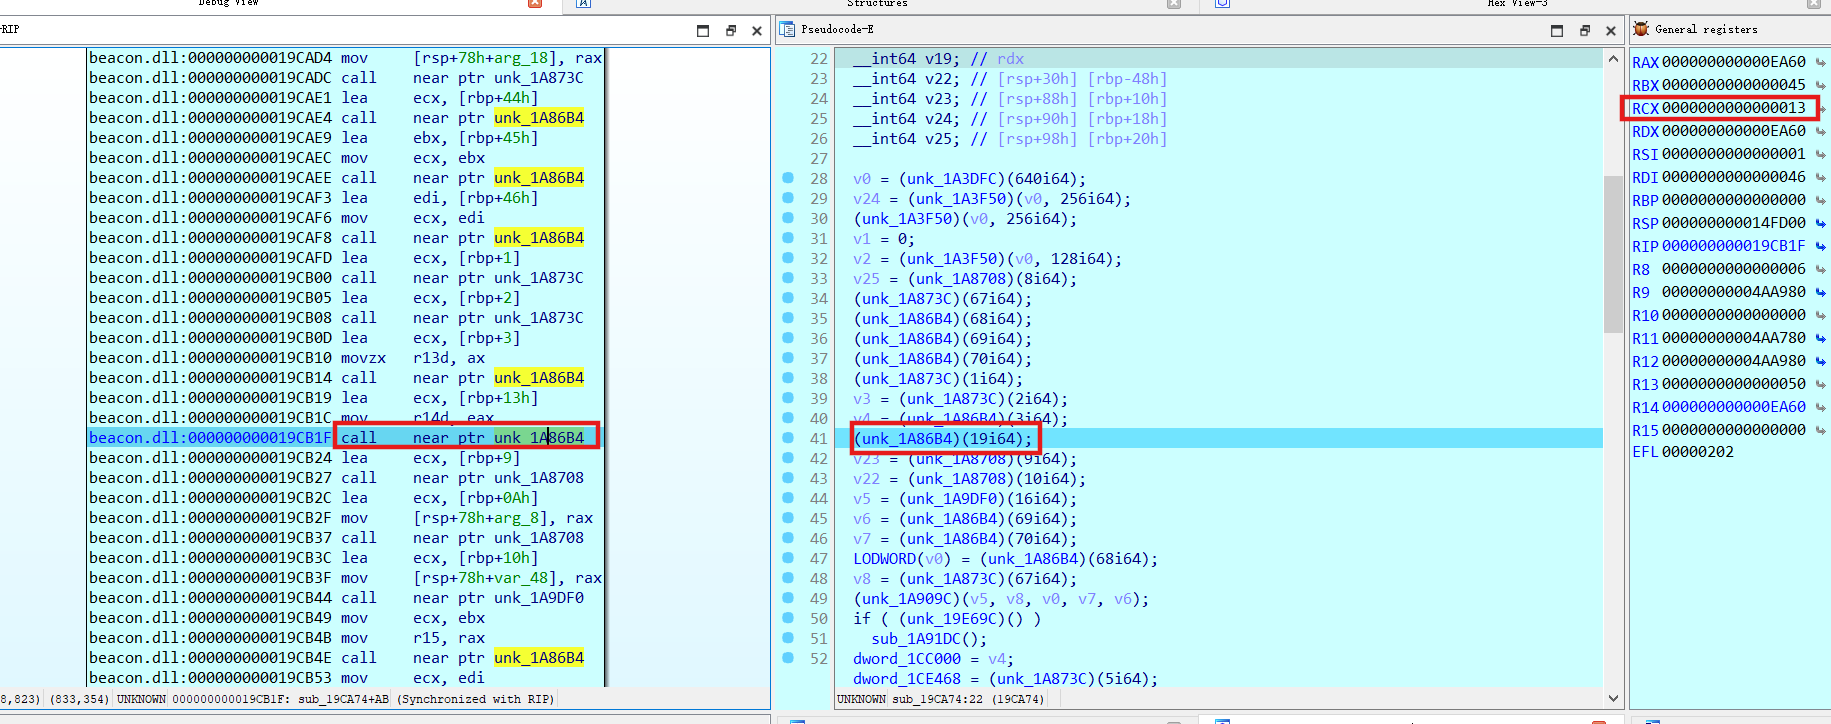 Debug View
Structures
Hex View-3
-RIP
beacon.dll:000000000019CAD4 mov [rsp+78h+arg_18], rax
beacon.dll:000000000019CADC call near ptr unk_1A873C
beacon.dll:000000000019CAE1 lea ecx, [rbp+44h]
beacon.dll:000000000019CAE4 call near ptr unk_1A86B4
beacon.dll:000000000019CAE9 lea ebx, [rbp+45h]
beacon.dll:000000000019CAEC mov ecx, ebx
beacon.dll:000000000019CAEE call near ptr unk_1A86B4
beacon.dll:000000000019CAF3 lea edi, [rbp+46h]
beacon.dll:000000000019CAF6 mov ecx, edi
beacon.dll:000000000019CAF8 call near ptr unk_1A86B4
beacon.dll:000000000019CAFD lea ecx, [rbp+1]
beacon.dll:000000000019CB00 call near ptr unk_1A873C
beacon.dll:000000000019CB05 lea ecx, [rbp+2]
beacon.dll:000000000019CB08 call near ptr unk_1A873C
beacon.dll:000000000019CB0D lea ecx, [rbp+3]
beacon.dll:000000000019CB10 movzx r13d, ax
beacon.dll:000000000019CB14 call near ptr unk_1A86B4
beacon.dll:000000000019CB19 lea ecx, [rbp+13h]
beacon.dll:000000000019CB1C mov r14d, eax
beacon.dll:000000000019CB1F call near ptr unk_1A86B4
beacon.dll:000000000019CB24 lea ecx, [rbp+9]
beacon.dll:000000000019CB27 call near ptr unk_1A8708
beacon.dll:000000000019CB2C lea ecx, [rbp+0Ah]
beacon.dll:000000000019CB2F mov [rsp+78h+arg_8], rax
beacon.dll:000000000019CB37 call near ptr unk_1A8708
beacon.dll:000000000019CB3C lea ecx, [rbp+10h]
beacon.dll:000000000019CB3F mov [rsp+78h+var_48], rax
beacon.dll:000000000019CB44 call near ptr unk_1A9DF0
beacon.dll:000000000019CB49 mov ecx, ebx
beacon.dll:000000000019CB4B mov r15, rax
beacon.dll:000000000019CB4E call near ptr unk_1A86B4
beacon.dll:000000000019CB53 mov ecx, edi
8,823) (833,354) UNKNOWN 000000000019CB1F: sub_19CA74+AB (Synchronized with RIP)
Pseudocode-E
22 __int64 v19; // rdx
23 __int64 v22; // [rsp+30h] [rbp-48h]
24 __int64 v23; // [rsp+88h] [rbp+10h]
25 __int64 v24; // [rsp+90h] [rbp+18h]
26 __int64 v25; // [rsp+98h] [rbp+20h]
27
28 v0 = (unk_1A3DFC)(640i64);
29 v24 = (unk_1A3F50)(v0, 256i64);
30 (unk_1A3F50)(v0, 256i64);
31 v1 = 0;
32 v2 = (unk_1A3F50)(v0, 128i64);
33 v25 = (unk_1A8708)(8i64);
34 (unk_1A873C)(67i64);
35 (unk_1A86B4)(68i64);
36 (unk_1A86B4)(69i64);
37 (unk_1A86B4)(70i64);
38 (unk_1A873C)(1i64);
39 v3 = (unk_1A873C)(2i64);
40 v4 = (unk_1A86B4)(3i64);
41 (unk_1A86B4)(19i64);
42 v23 = (unk_1A8708)(9i64);
43 v22 = (unk_1A8708)(10i64);
44 v5 = (unk_1A9DF0)(16i64);
45 v6 = (unk_1A86B4)(69i64);
46 v7 = (unk_1A86B4)(70i64);
47 LODWORD(v0) = (unk_1A86B4)(68i64);
48 v8 = (unk_1A873C)(67i64);
49 (unk_1A909C)(v5, v8, v0, v7, v6);
50 if ( (unk_19E69C)() )
51 sub_1A91DC();
52 dword_1CC000 = v4;
dword_1CE468 = (unk_1A873C)(5i64);
UNKNOWN sub_19CA74:22 (19CA74)
General registers
RAX 000000000000EA60
RBX 0000000000000045
RCX 0000000000000013
RDX 000000000000EA60
RSI 0000000000000001
RDI 0000000000000046
RBP 0000000000000000
RSP 000000000014FD00
RIP 000000000019CB1F
R8 0000000000000006
R9 00000000004AA980
R10 0000000000000000
R11 00000000004AA780
R12 00000000004AA980
R13 0000000000000050
R14 000000000000EA60
R15 0000000000000000
EFL 00000202